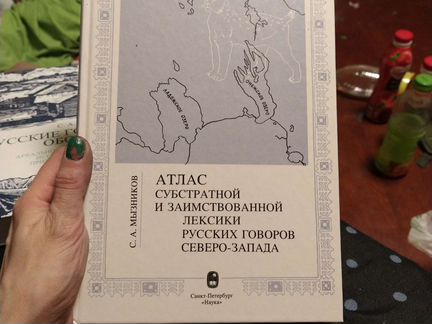 ЛАДОЖСКОЕ ОЗЕРО
ОНЕЖСКОЕ ОЗЕРО
С. А. МЫЗНИКОВ
АТЛАС
СУБСТРАТНОЙ
И ЗАИМСТВОВАННОЙ
ЛЕКСИКИ
РУССКИХ ГОВОРОВ
СЕВЕРО-ЗАПАДА
Санкт-Петербург
«Наука»